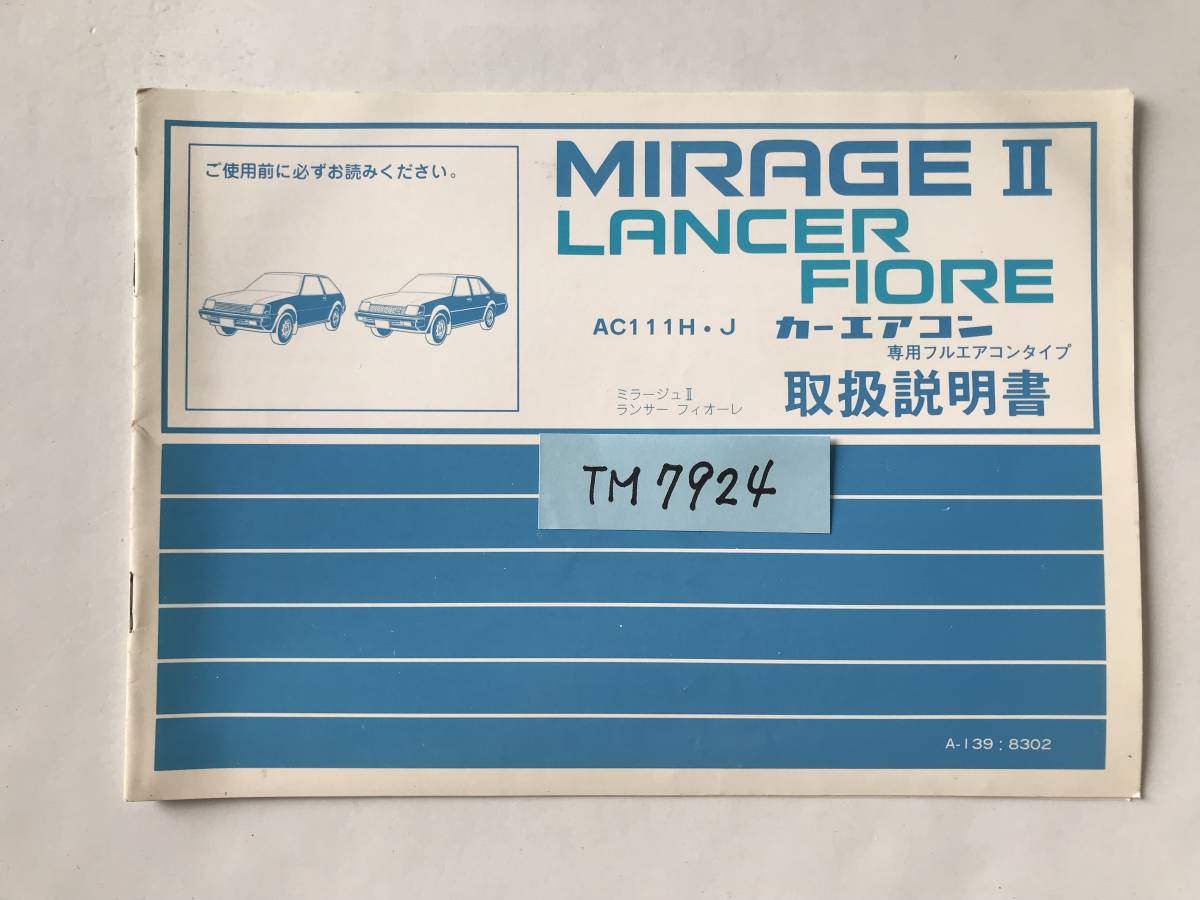 ご使用前に必ずお読みください。
MIRAGE II
LANCER
FIORE
AC111H・J カーエアコン
専用フルエアコンタイプ
ミラージュII
ランサー フィオーレ
取扱説明書
TM 7924
A-139：8302